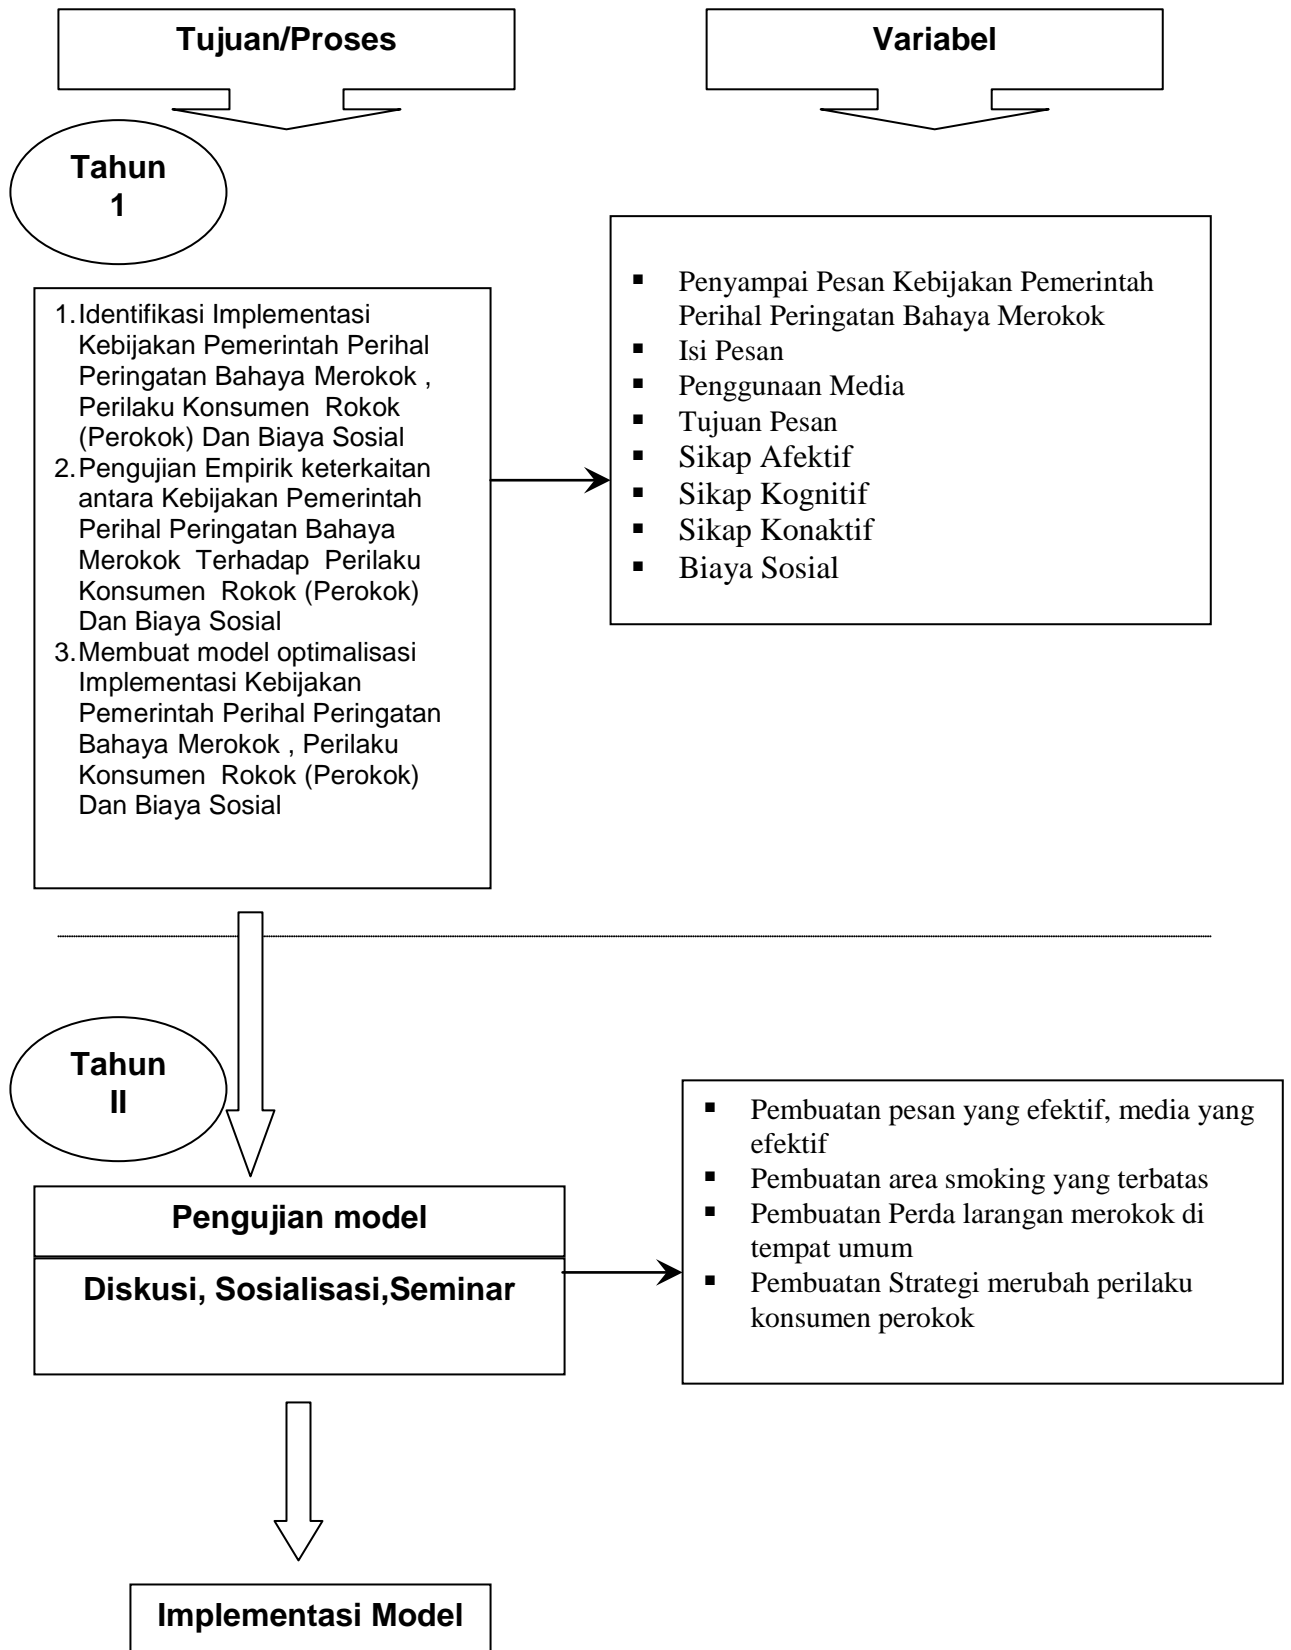 Tujuan/Proses
Variabel
Tahun
1
1.Identifikasi Implementasi
Kebijakan Pemerintah Perihal
Peringatan Bahaya Merokok ,
Perilaku Konsumen Rokok
(Perokok) Dan Biaya Sosial
2.Pengujian Empirik keterkaitan
antara Kebijakan Pemerintah
Perihal Peringatan Bahaya
Merokok Terhadap Perilaku
Konsumen Rokok (Perokok)
Dan Biaya Sosial
3.Membuat model optimalisasi
Implementasi Kebijakan
Pemerintah Perihal Peringatan
Bahaya Merokok , Perilaku
Konsumen Rokok (Perokok)
Dan Biaya Sosial
▪ Penyampai Pesan Kebijakan Pemerintah
Perihal Peringatan Bahaya Merokok
▪ Isi Pesan
▪ Penggunaan Media
▪ Tujuan Pesan
▪ Sikap Afektif
▪ Sikap Kognitif
▪ Sikap Konaktif
▪ Biaya Sosial
Tahun
II
Pengujian model
Diskusi, Sosialisasi,Seminar
▪ Pembuatan pesan yang efektif, media yang
efektif
▪ Pembuatan area smoking yang terbatas
▪ Pembuatan Perda larangan merokok di
tempat umum
▪ Pembuatan Strategi merubah perilaku
konsumen perokok
Implementasi Model